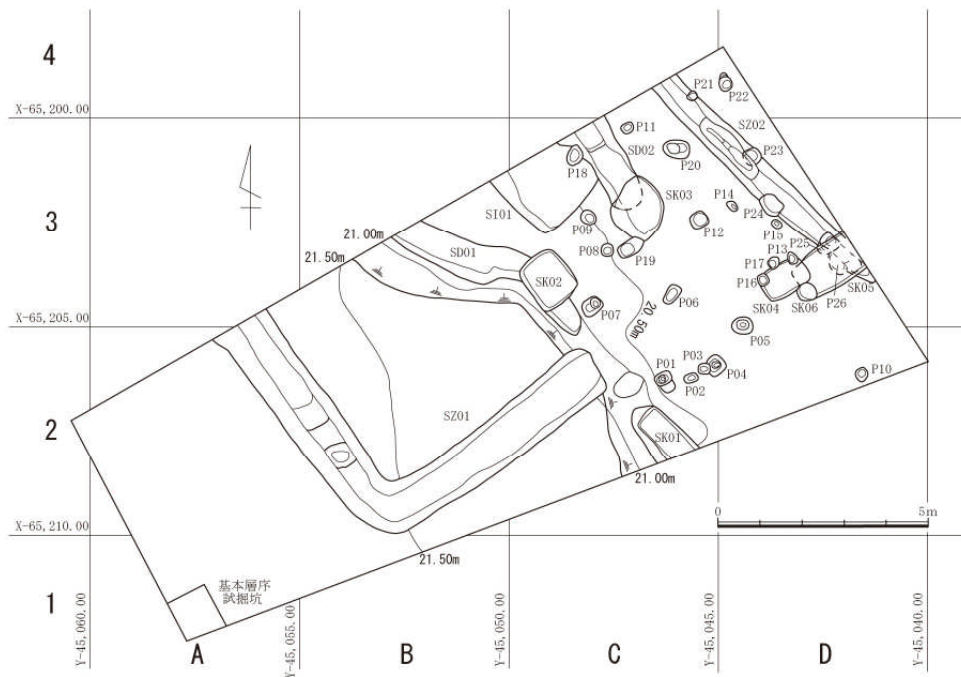 4
X-65,200.00
P21
P22
SZ02
P11
SD02
P23
P20
P18
SK03
3
P14
P24
SI01
P09
P12
P15
21.00m
P08
P19
P13
P25
21.50m
SD01
P17
SK02
P16
P26
SK05
SK04
SK06
P06
20.50m
P07
X-65,205.00
P05
P03
P01
P04
P02
P10
2
SZ01
SK01
21.00m
0
5m
X-65,210.00
21.50m
基本層序
試掘坑
1
Y-45,060.00
Y-45,055.00
Y-45,050.00
Y-45,045.00
Y-45,040.00
A
B
C
D